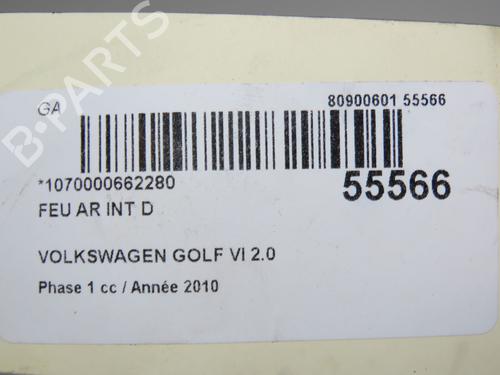 GA
80900601 55566
*1070000662280
55566
FEU AR INT D
VOLKSWAGEN GOLF VI 2.0
Phase 1 cc / Année 2010
B-PARTS